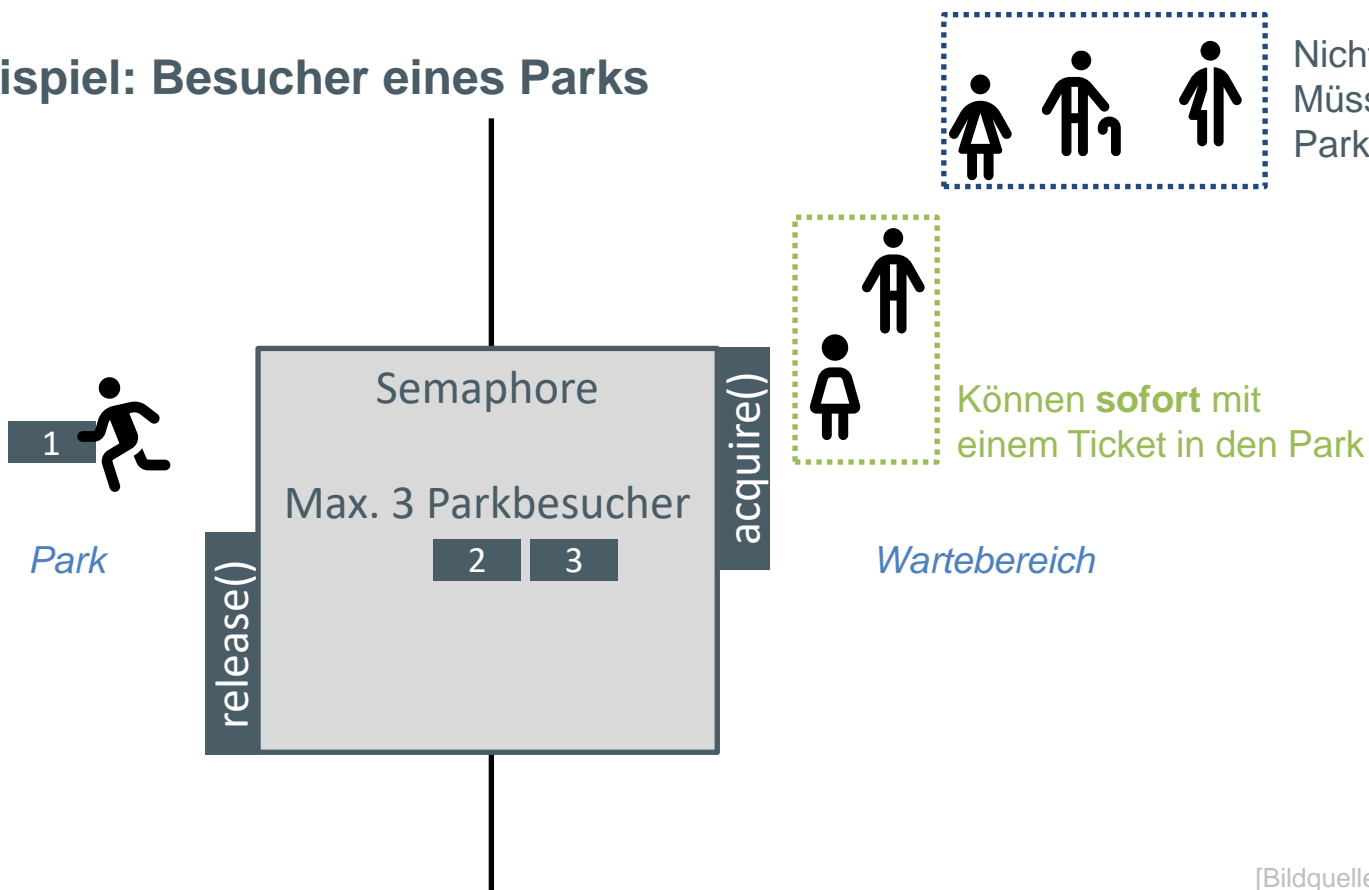 ispiel: Besucher eines Parks
Nich
Müss
Park
Semaphore
acquire()
Können sofort mit
einem Ticket in den Park
1
Max. 3 Parkbesucher
Park
2 3
Wartebereich
release()
[Bildquelle